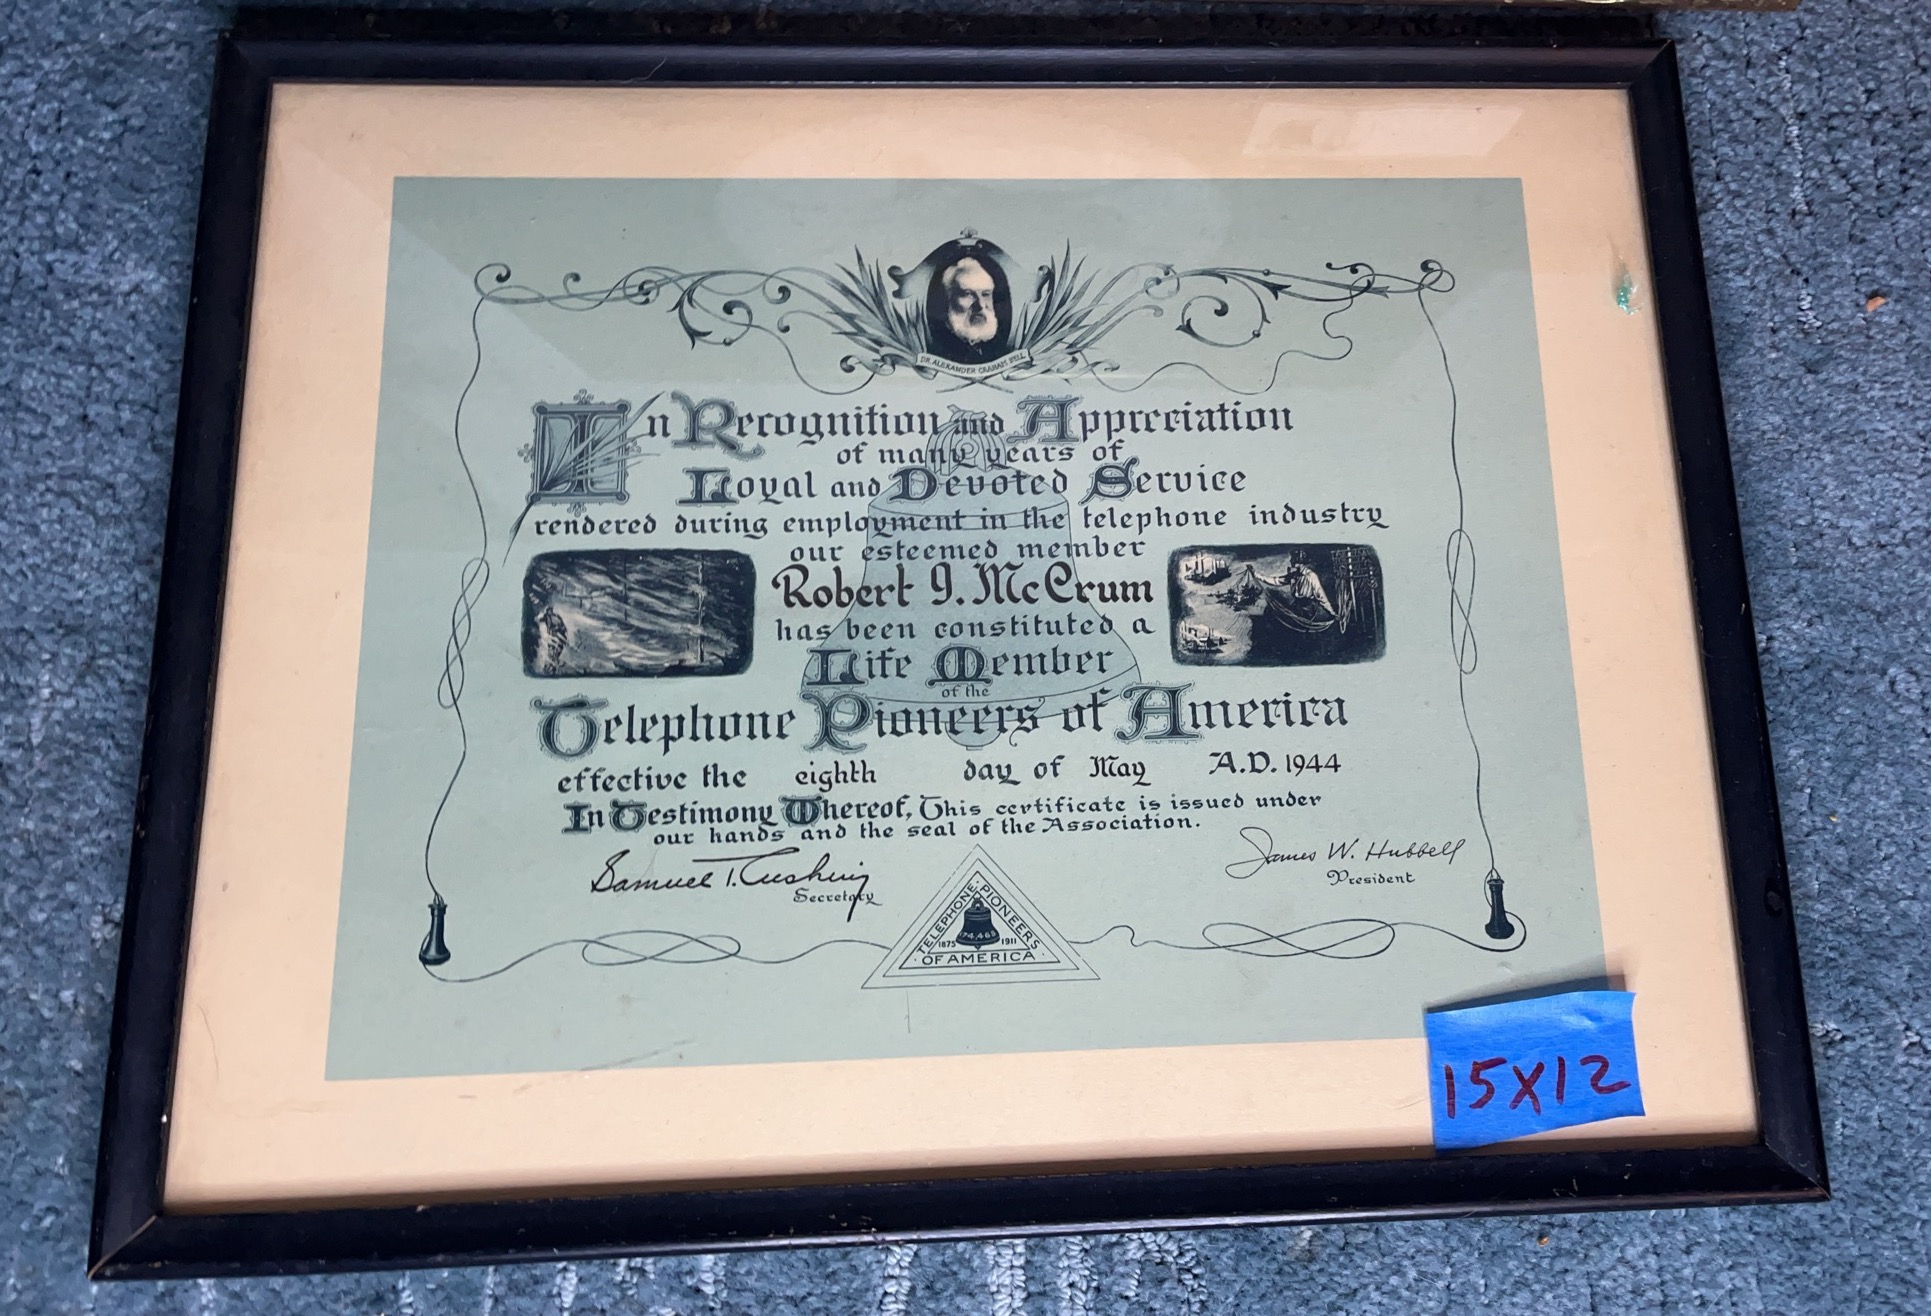 DR. ALEXANDER GRAHAM BELL
In Recognition and Appreciation
of many years of
Loyal and Devoted Service
rendered during employment in the telephone industry
our esteemed member
Robert I. McCrum
has been constituted a
Life Member
of the
Telephone Pioneers of America
effective the eighth day of May A.D. 1944
In Testimony Whereof, This certificate is issued under
our hands and the seal of the Association.
Samuel T. Cushing
Secretary
James W. Hubbell
President
TELEPHONE · PIONEERS
174,465
1875 1911
· OF AMERICA ·
15X12